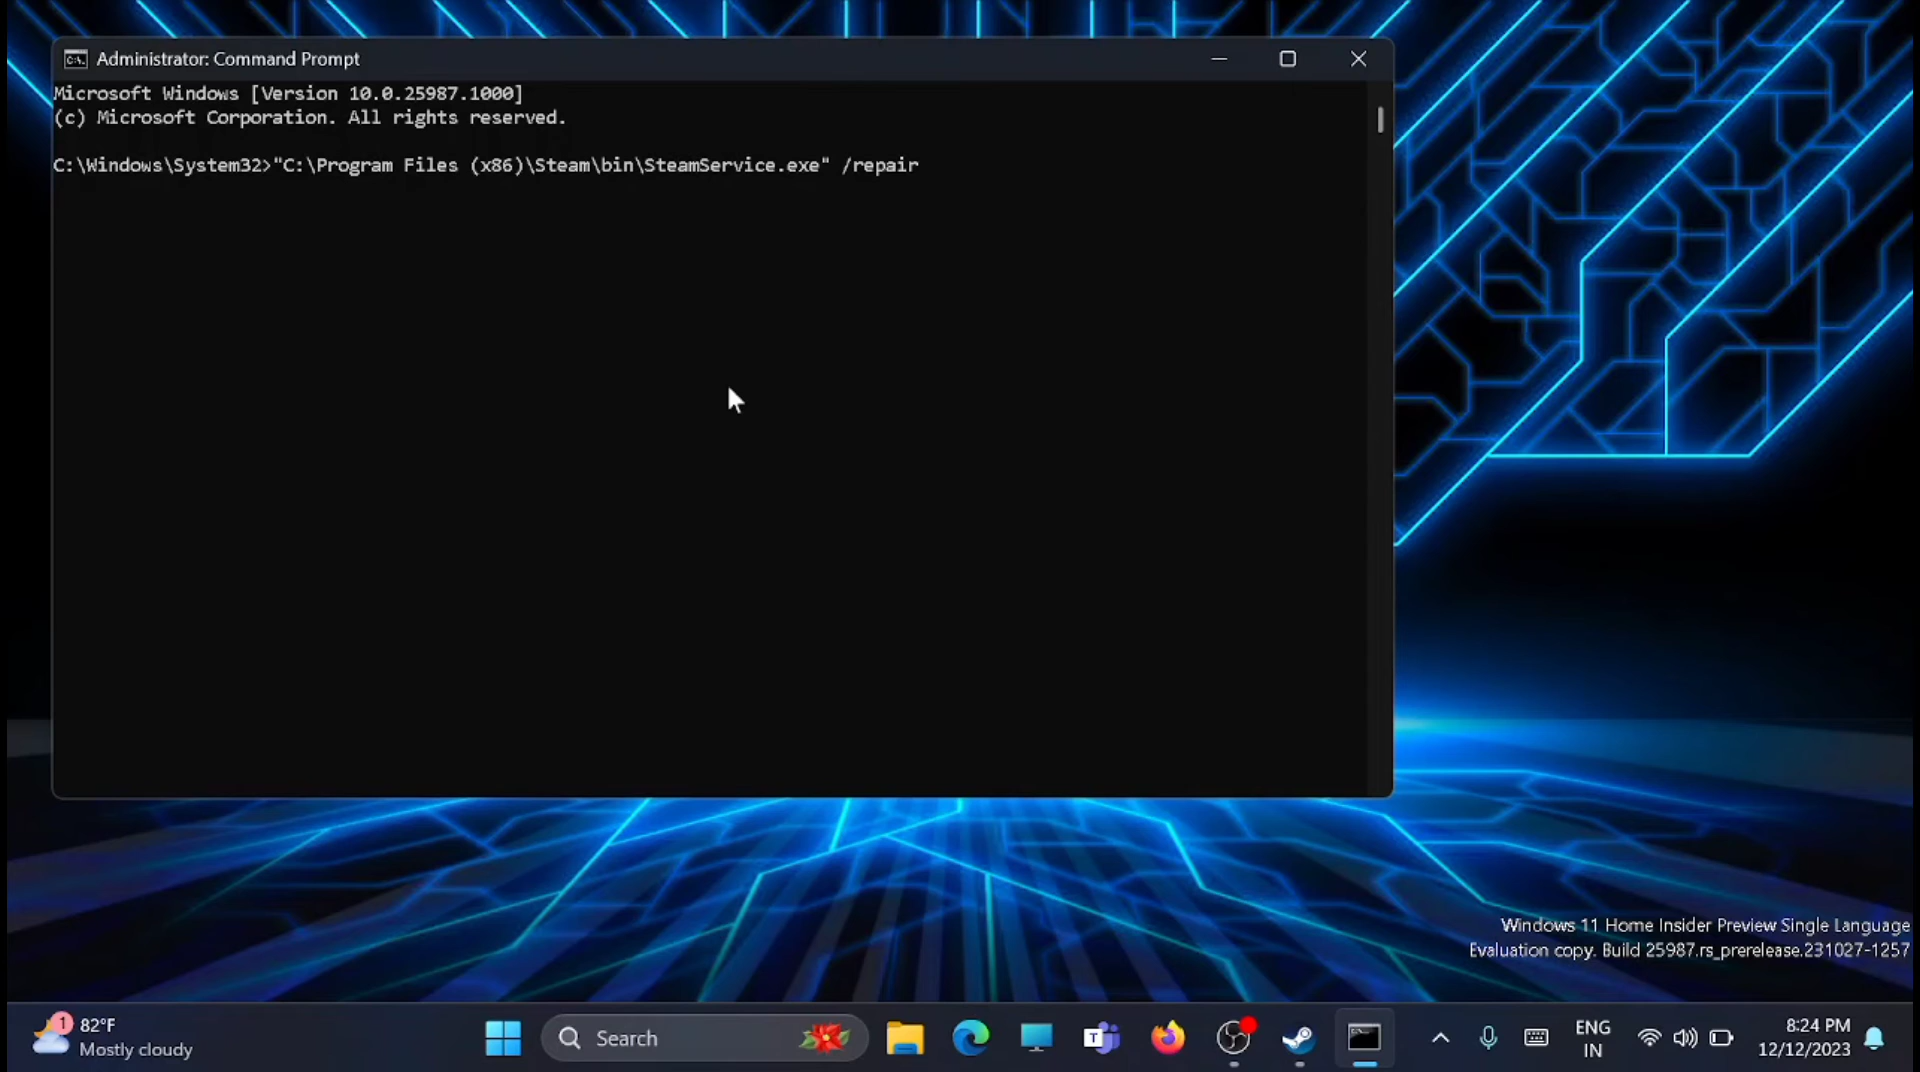 Administrator: Command Prompt
Microsoft Windows [Version 10.0.25987.1000]
(c) Microsoft Corporation. All rights reserved.
C:\Windows\System32>"C:\Program Files (x86)\Steam\bin\SteamService.exe" /repair
Windows 11 Home Insider Preview Single Language
Evaluation copy. Build 25987.rs_prerelease.231027-1257
1
82°F
Mostly cloudy
Search
T
ENG
IN
8:24 PM
12/12/2023